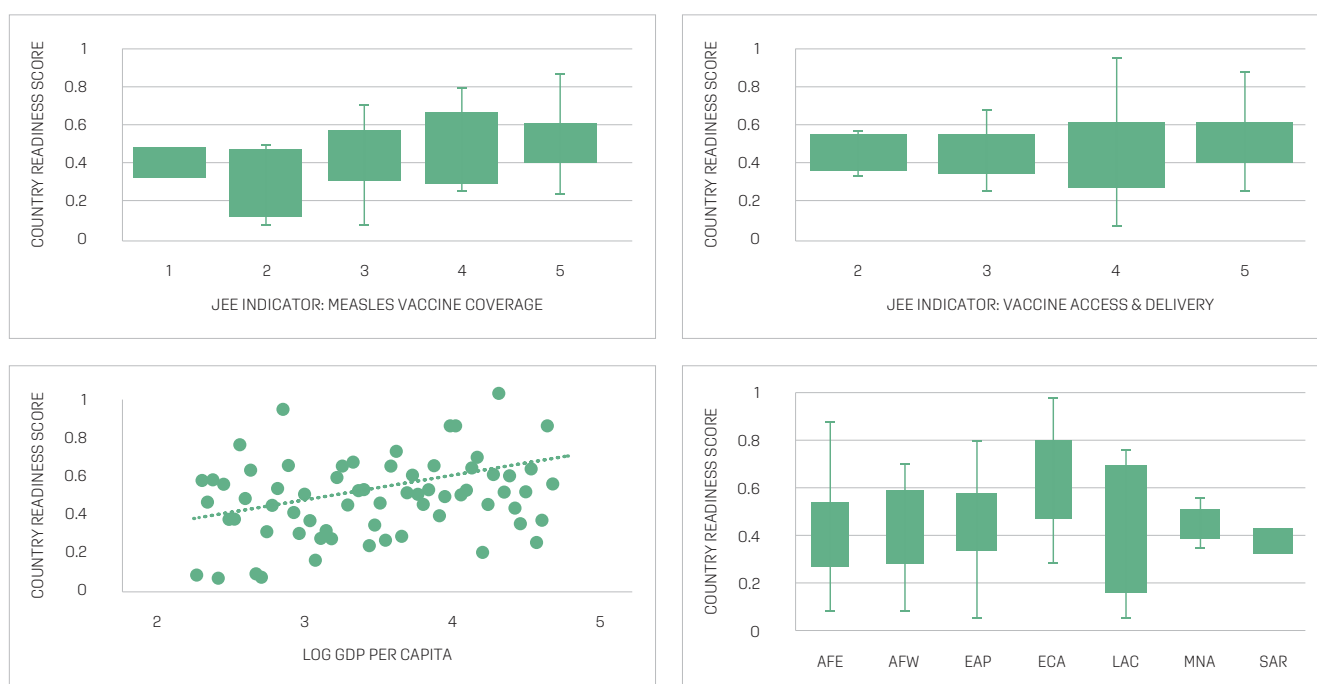 COUNTRY READINESS SCORE
1
0.8
0.6
0.4
0.2
0
1 2 3 4 5
JEE INDICATOR: MEASLES VACCINE COVERAGE
COUNTRY READINESS SCORE
1
0.8
0.6
0.4
0.2
0
2 3 4 5
JEE INDICATOR: VACCINE ACCESS & DELIVERY
COUNTRY READINESS SCORE
1
0.8
0.6
0.4
0.2
0
2 3 4 5
LOG GDP PER CAPITA
COUNTRY READINESS SCORE
1
0.8
0.6
0.4
0.2
0
AFE AFW EAP ECA LAC MNA SAR